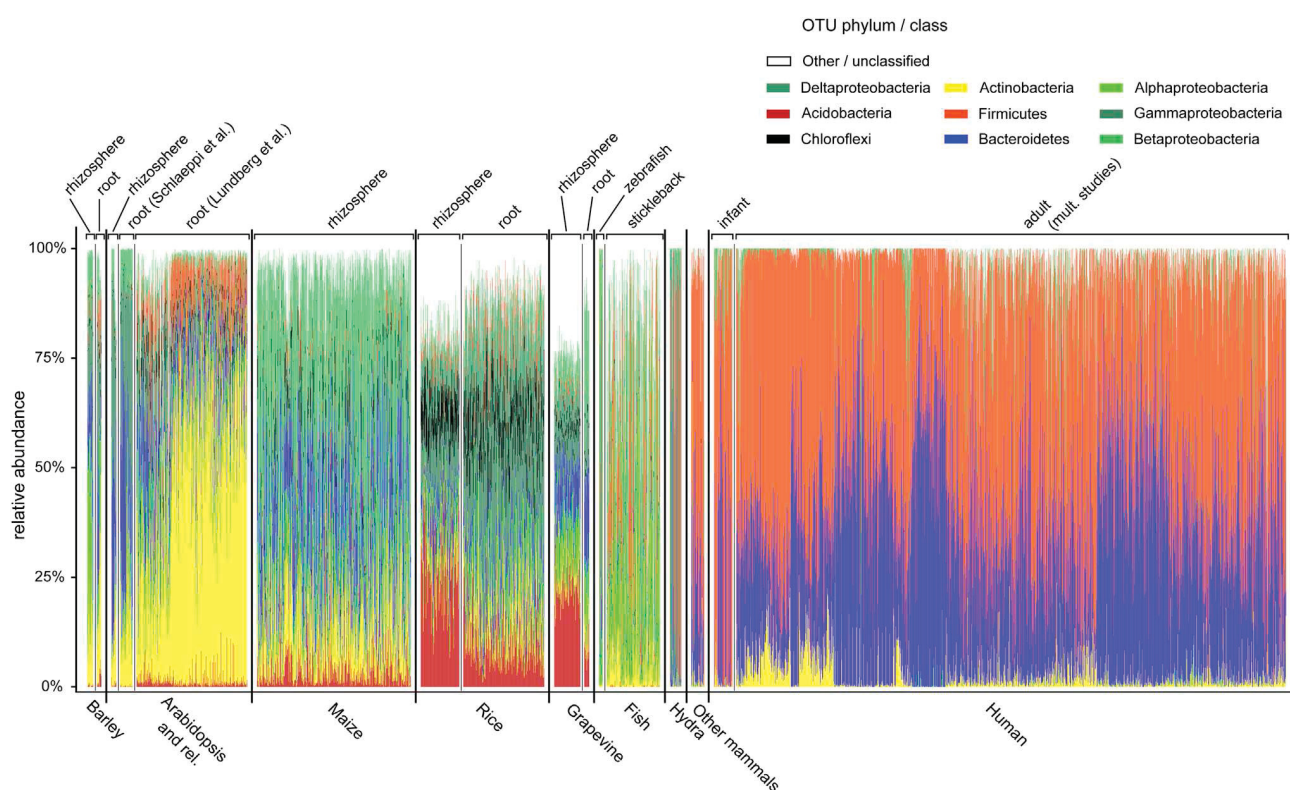 OTU phylum / class
Other / unclassified
Deltaproteobacteria
Actinobacteria
Alphaproteobacteria
Acidobacteria
Firmicutes
Gammaproteobacteria
Chloroflexi
Bacteroidetes
Betaproteobacteria
rhizosphere
root
rhizosphere
root (Schlaeppi et al.)
root (Lundberg et al.)
rhizosphere
rhizosphere
root
rhizosphere
root
zebrafish
stickleback
infant
adult
(mult. studies)
100%
75%
50%
25%
0%
relative abundance
Barley
Arabidopsis
and rel.
Maize
Rice
Grapevine
Fish
Hydra
Other mammals
Human